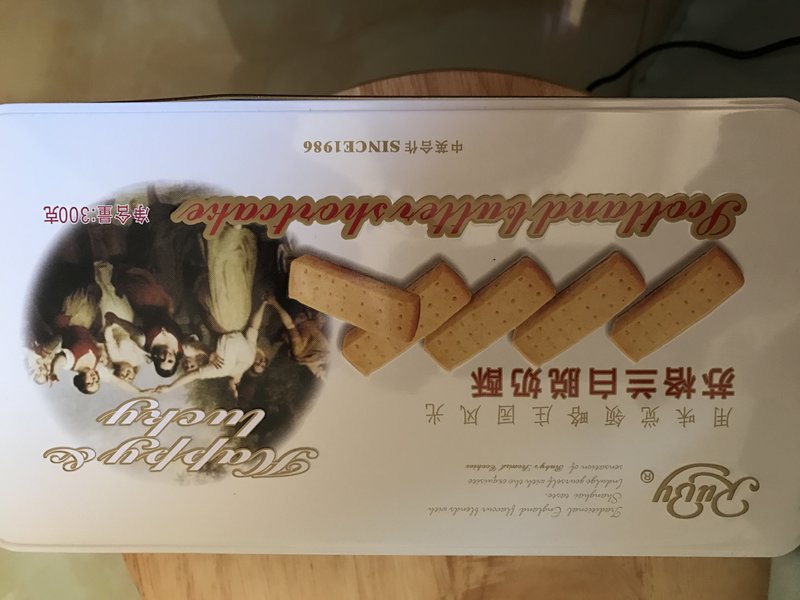 RuBy®
Traditional England flavour blends with
Shanghai taste.
Indulge yourself with the exquisite
sensation of Ruby's Primial Cookies
Happy &
lucky
用味觉领略庄园风光
苏格兰白脱奶酥
Scotland butter shortcake
净含量:300克
中英合作 SINCE1986